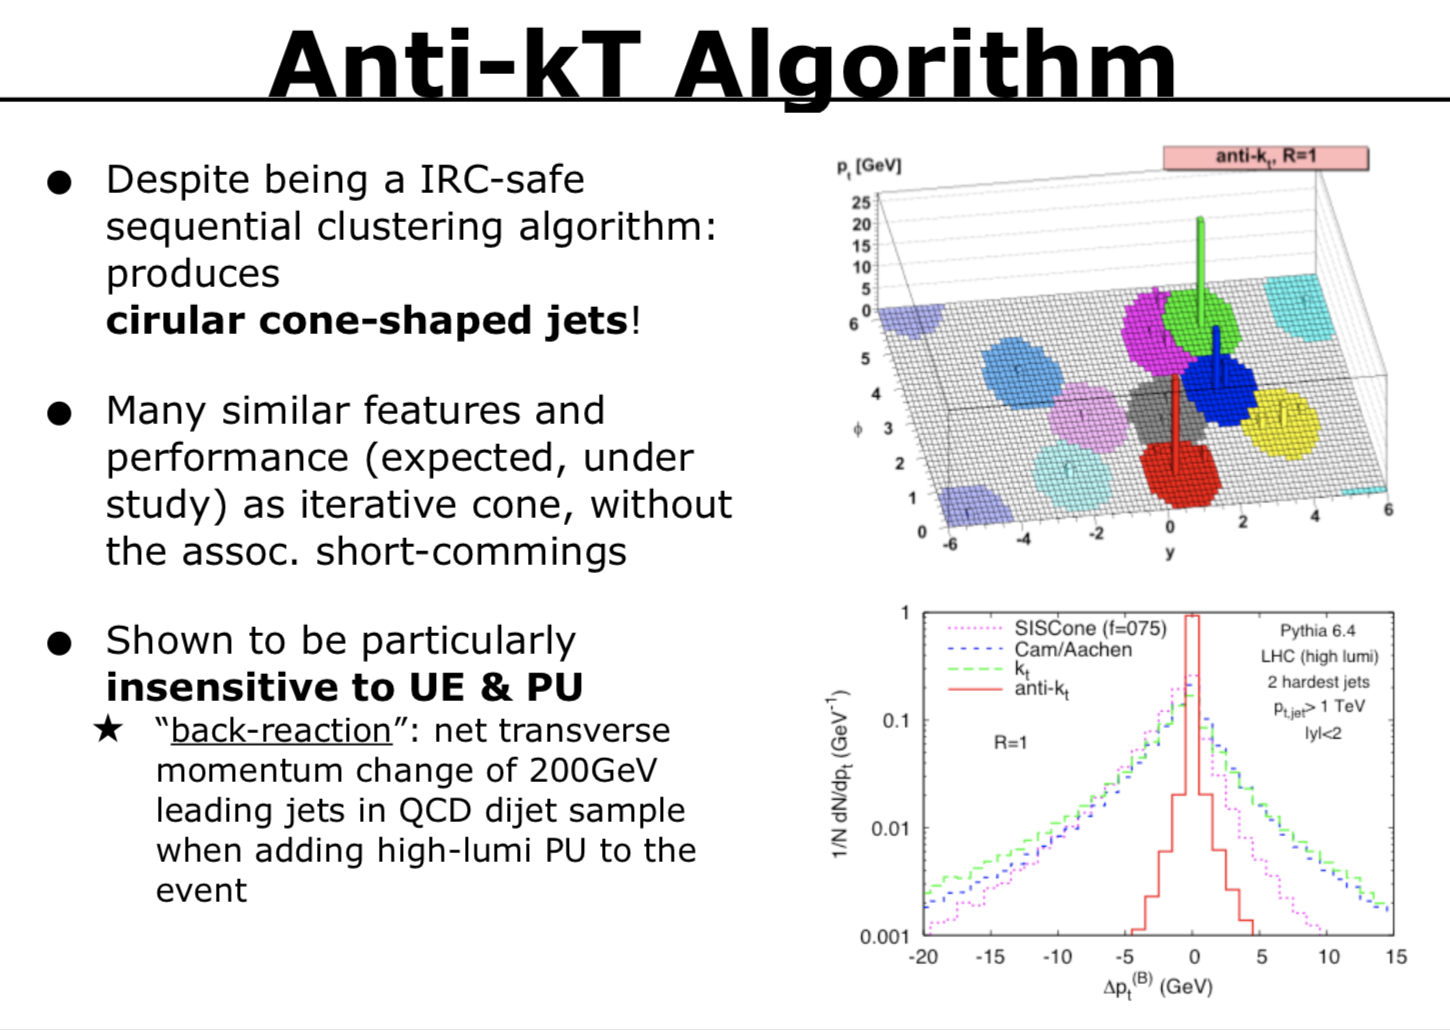 Anti-kT Algorithm
● Despite being a IRC-safe
sequential clustering algorithm:
produces
cirular cone-shaped jets!
● Many similar features and
performance (expected, under
study) as iterative cone, without
the assoc. short-commings
● Shown to be particularly
insensitive to UE & PU
★ “back-reaction”: net transverse
momentum change of 200GeV
leading jets in QCD dijet sample
when adding high-lumi PU to the
event
p_t [GeV]
anti-k_t, R=1
25
20
15
10
5
0
6
5
4
ϕ 3
2
1
0
-6 -4 -2 0 2 4 6
y
1
0.1
0.01
0.001
1/N dN/dp_t (GeV^-1)
SISCone (f=075)
Cam/Aachen
k_t
anti-k_t
R=1
Pythia 6.4
LHC (high lumi)
2 hardest jets
p_t,jet> 1 TeV
|y|<2
-20 -15 -10 -5 0 5 10 15
Δp_t^(B) (GeV)